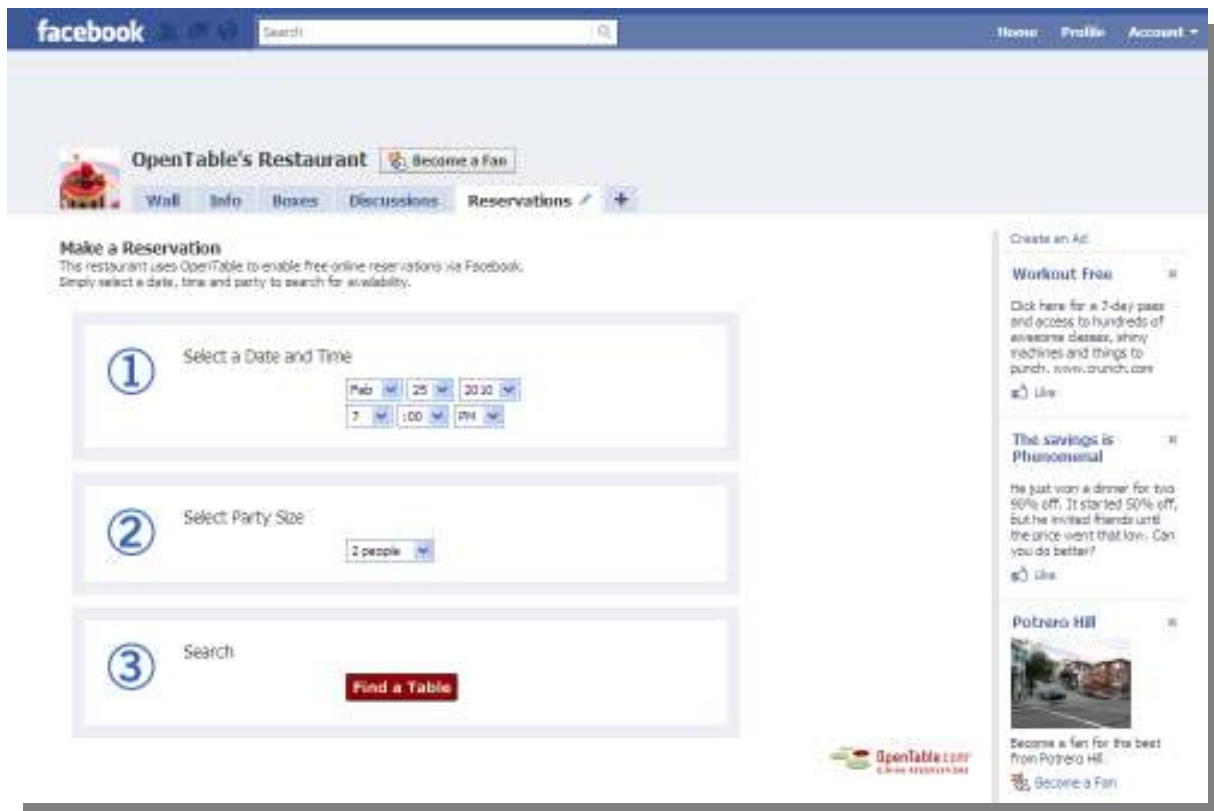 facebook
Search
Home Profile Account
OpenTable's Restaurant Become a Fan
Wall Info Boxes Discussions Reservations +
Make a Reservation
This restaurant uses OpenTable to enable free online reservations via Facebook.
Simply select a date, time and party to search for availability.
1 Select a Date and Time
Feb 25 2010
7 :00 PM
2 Select Party Size
2 people
3 Search
Find a Table
OpenTable.com
Create an Ad
Workout Free
Click here for a 7-day pass
and access to hundreds of
awesome classes, shiny
machines and things to
punch. www.crunch.com
Like
The savings is
Phenomenal
He just won a dinner for two
90% off. It started 50% off,
but he invited friends until
the price went that low. Can
you do better?
Like
Potrero Hill
Become a fan for the best
from Potrero Hill.
Become a Fan